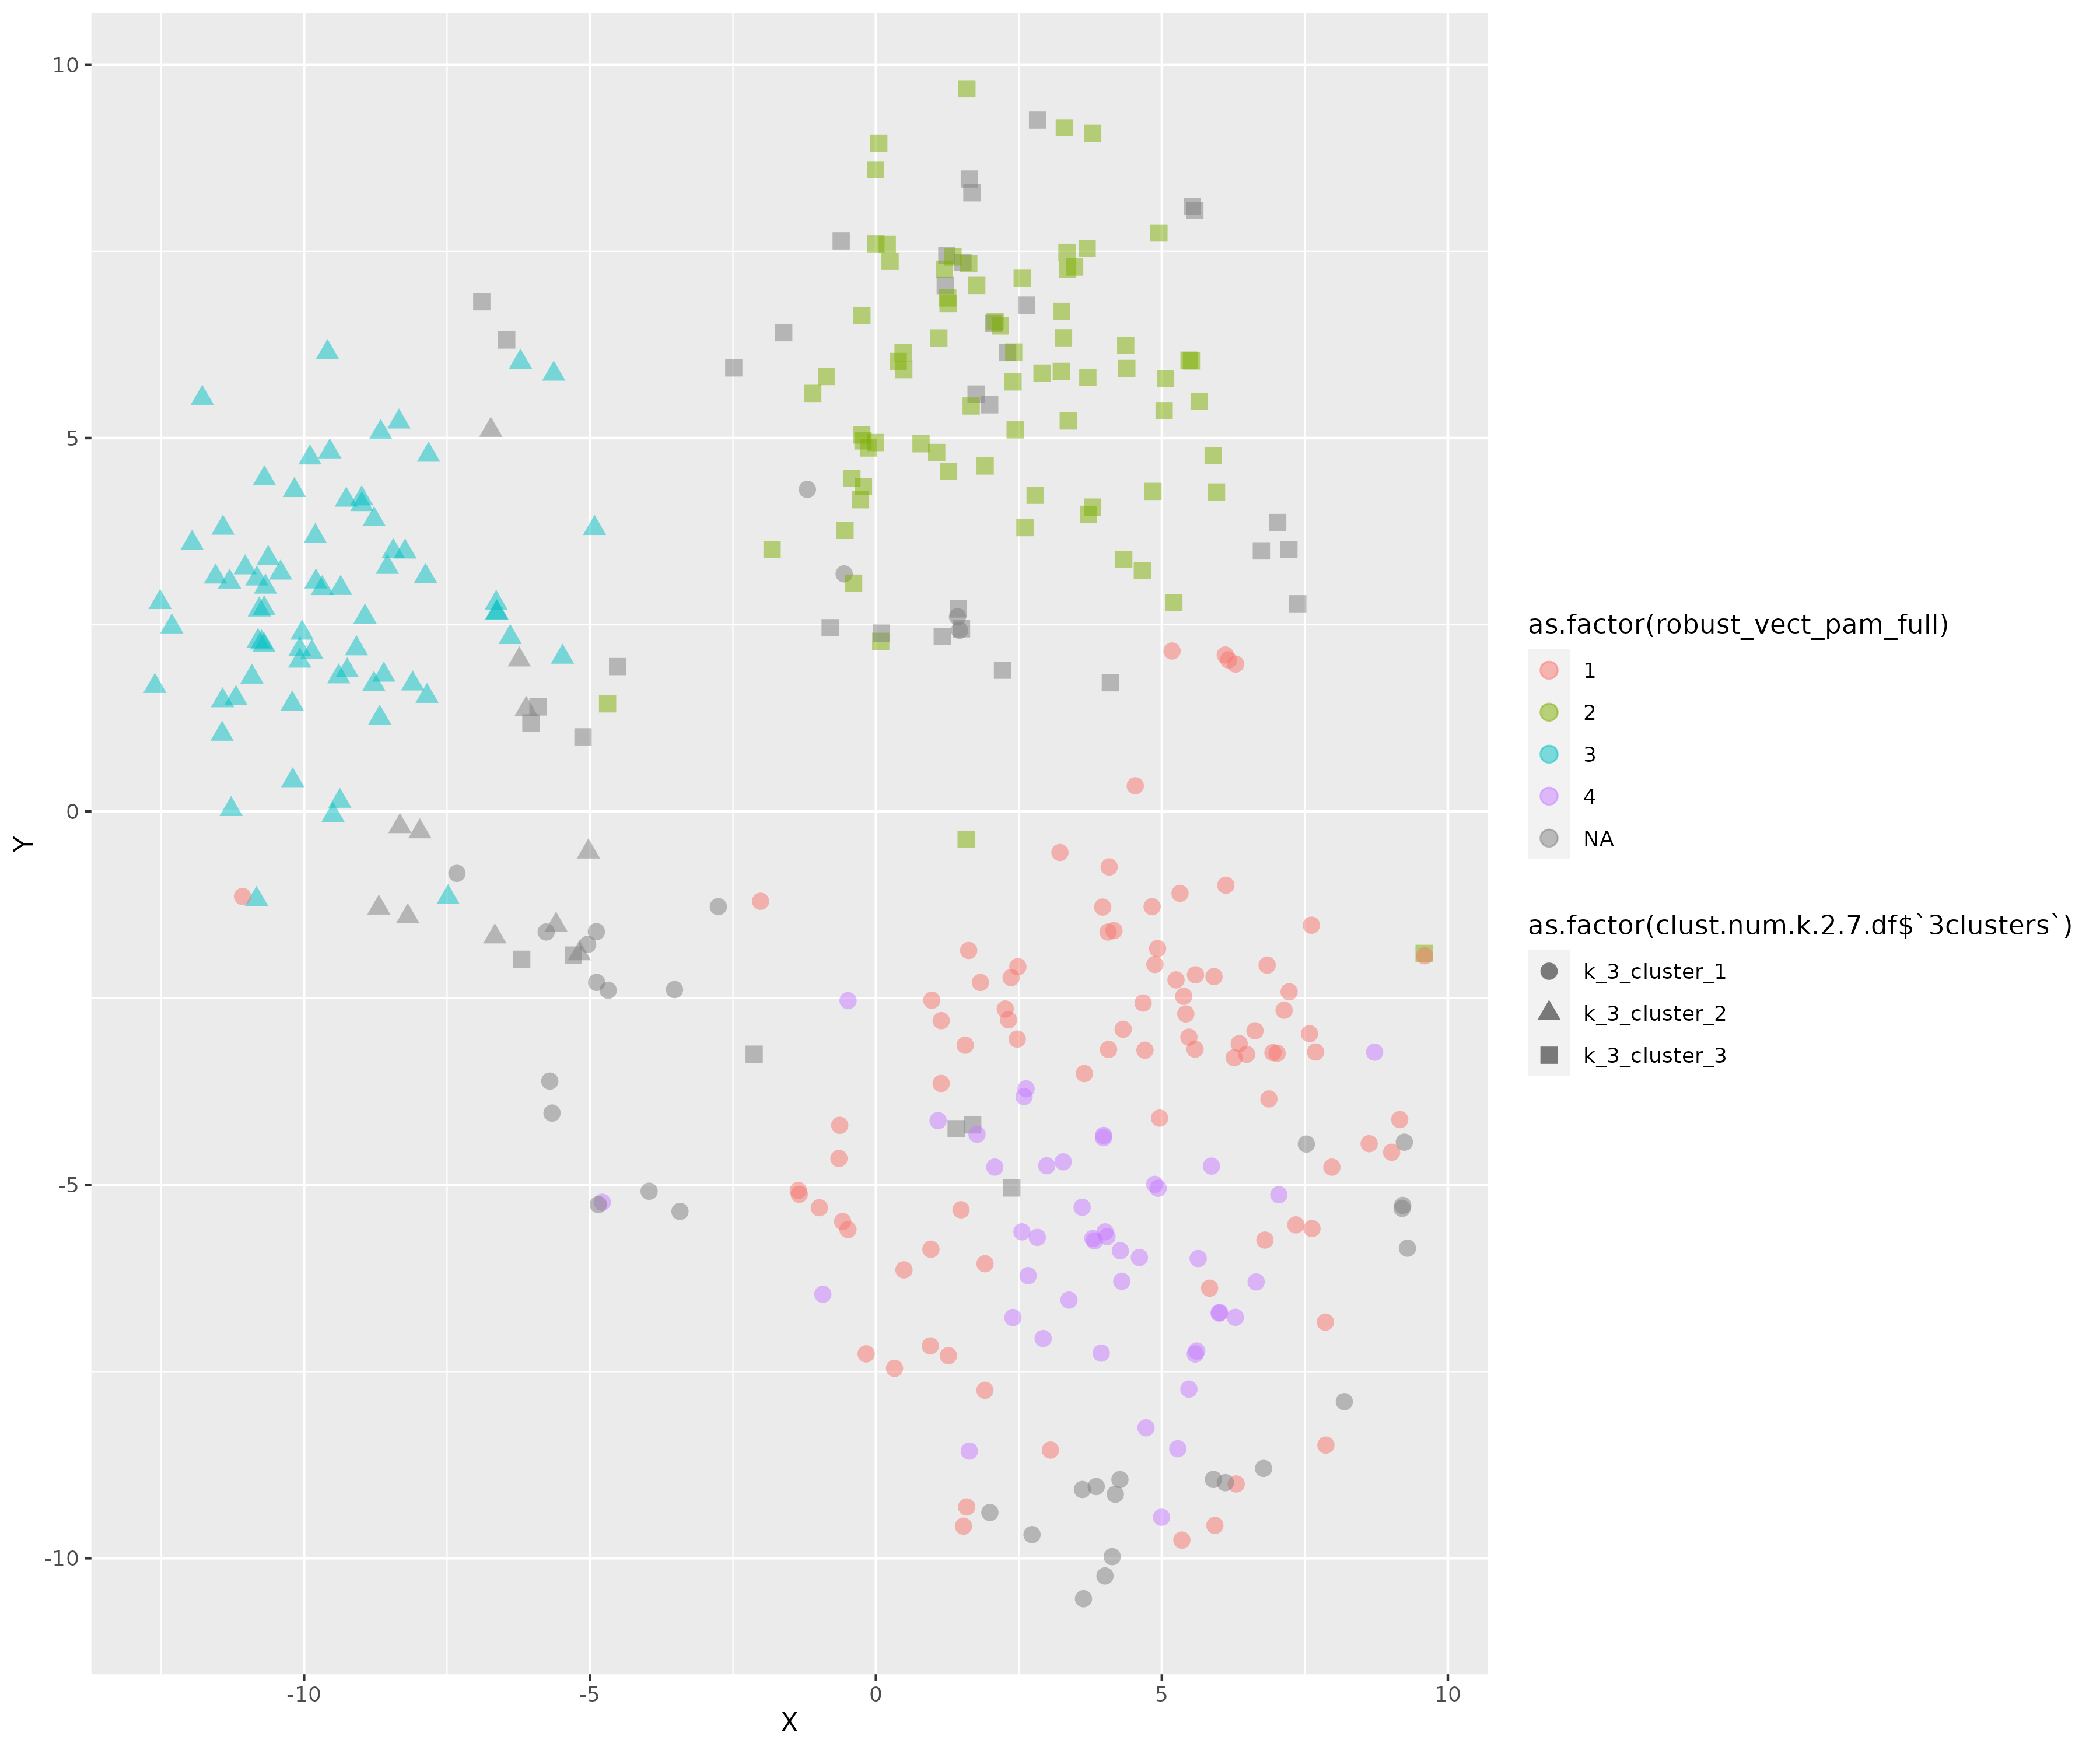 10
5
0
-5
-10
Y
-10
-5
0
5
10
X
as.factor(robust_vect_pam_full)
1
2
3
4
NA
as.factor(clust.num.k.2.7.df$`3clusters`)
k_3_cluster_1
k_3_cluster_2
k_3_cluster_3